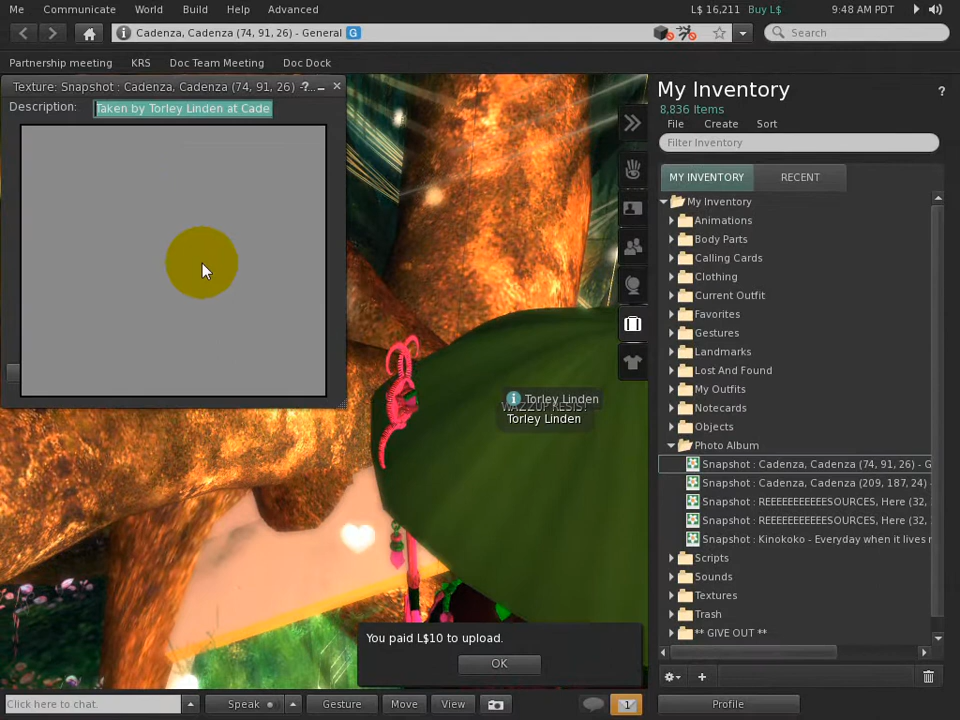 Me Communicate World Build Help Advanced L$ 16,211 Buy L$ 9:48 AM PDT
Cadenza, Cadenza (74, 91, 26) - General G Search
Partnership meeting KRS Doc Team Meeting Doc Dock
Texture: Snapshot : Cadenza, Cadenza (74, 91, 26) -...
Description: Taken by Torley Linden at Cade
My Inventory ?
8,836 Items
File Create Sort
Filter Inventory
MY INVENTORY RECENT
My Inventory
Animations
Body Parts
Calling Cards
Clothing
Current Outfit
Favorites
Gestures
Landmarks
Lost And Found
My Outfits
Notecards
Objects
Photo Album
Snapshot : Cadenza, Cadenza (74, 91, 26) - G
Snapshot : Cadenza, Cadenza (209, 187, 24) -
Snapshot : REEEEEEEEEEESOURCES, Here (32,
Snapshot : REEEEEEEEEEESOURCES, Here (32,
Snapshot : Kinokoko - Everyday when it lives r
Scripts
Sounds
Textures
Trash
** GIVE OUT **
Torley Linden
Torley Linden
You paid L$10 to upload.
OK
Click here to chat. Speak Gesture Move View 1 Profile